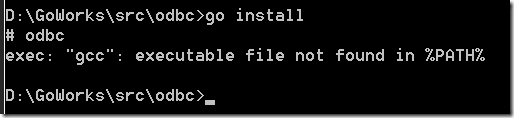 D:\GoWorks\src\odbc>go install
# odbc
exec: "gcc": executable file not found in %PATH%
D:\GoWorks\src\odbc>_